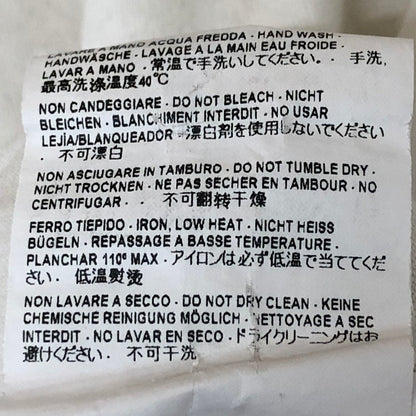 LAVARE A MANO ACQUA FREDDA - HAND WASH -
HANDWÄSCHE - LAVAGE A LA MAIN EAU FROIDE -
LAVAR A MANO - 常温で手洗いしてください。 - 手洗,
最高洗涤温度40℃
NON CANDEGGIARE - DO NOT BLEACH - NICHT
BLEICHEN - BLANCHIMENT INTERDIT - NO USAR
LEJÍA/BLANQUEADOR - 漂白剤を使用しないでください
- 不可漂白
NON ASCIUGARE IN TAMBURO - DO NOT TUMBLE DRY -
NICHT TROCKNEN - NE PAS SECHER EN TAMBOUR - NO
CENTRIFUGAR - - 不可翻转干燥
FERRO TIEPIDO - IRON, LOW HEAT - NICHT HEISS
BÜGELN - REPASSAGE A BASSE TEMPERATURE -
PLANCHAR 110° MAX - アイロンは必ず低温で当ててくだ
さい. 低温熨烫
NON LAVARE A SECCO - DO NOT DRY CLEAN - KEINE
CHEMISCHE REINIGUNG MÖGLICH - NETTOYAGE A SEC
INTERDIT - NO LAVAR EN SECO - ドライクリーニングはお
避けください. 不可干洗